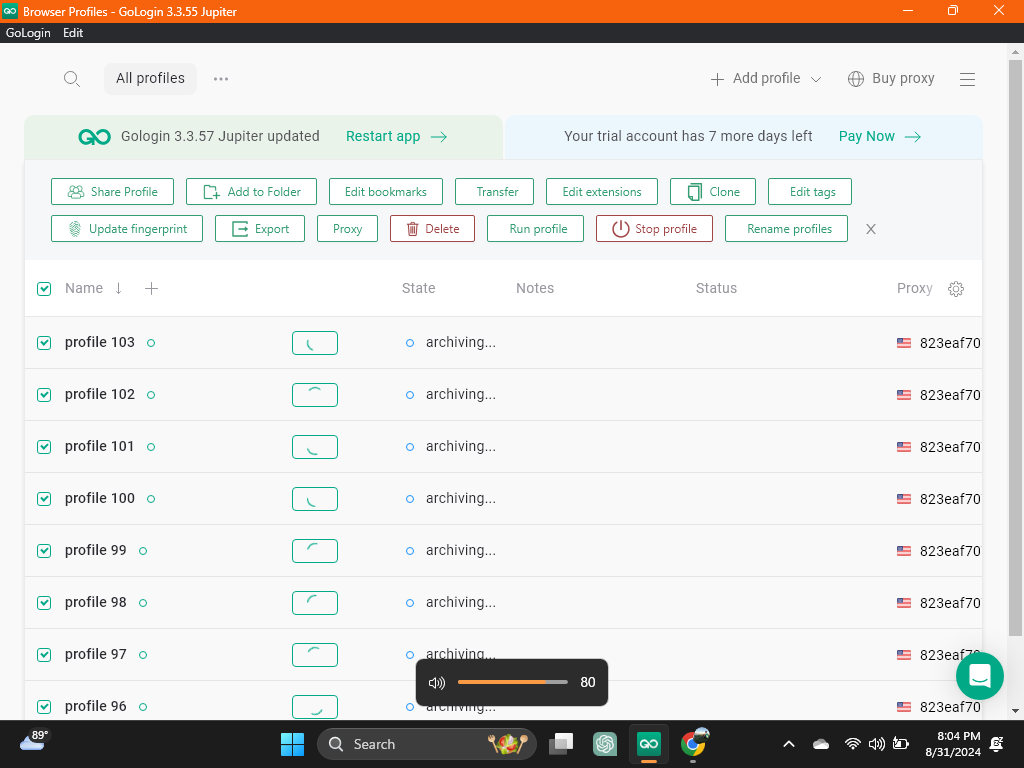 Browser Profiles - GoLogin 3.3.55 Jupiter
GoLogin Edit
All profiles ··· Add profile Buy proxy
Gologin 3.3.57 Jupiter updated Restart app → Your trial account has 7 more days left Pay Now →
Share Profile Add to Folder Edit bookmarks Transfer Edit extensions Clone Edit tags
Update fingerprint Export Proxy Delete Run profile Stop profile Rename profiles X
Name ↓ + State Notes Status Proxy
profile 103 archiving... 823eaf70
profile 102 archiving... 823eaf70
profile 101 archiving... 823eaf70
profile 100 archiving... 823eaf70
profile 99 archiving... 823eaf70
profile 98 archiving... 823eaf70
profile 97 archiving... 823eaf70
profile 96 archiving... 823eaf70
80
89°
Search
8:04 PM
8/31/2024